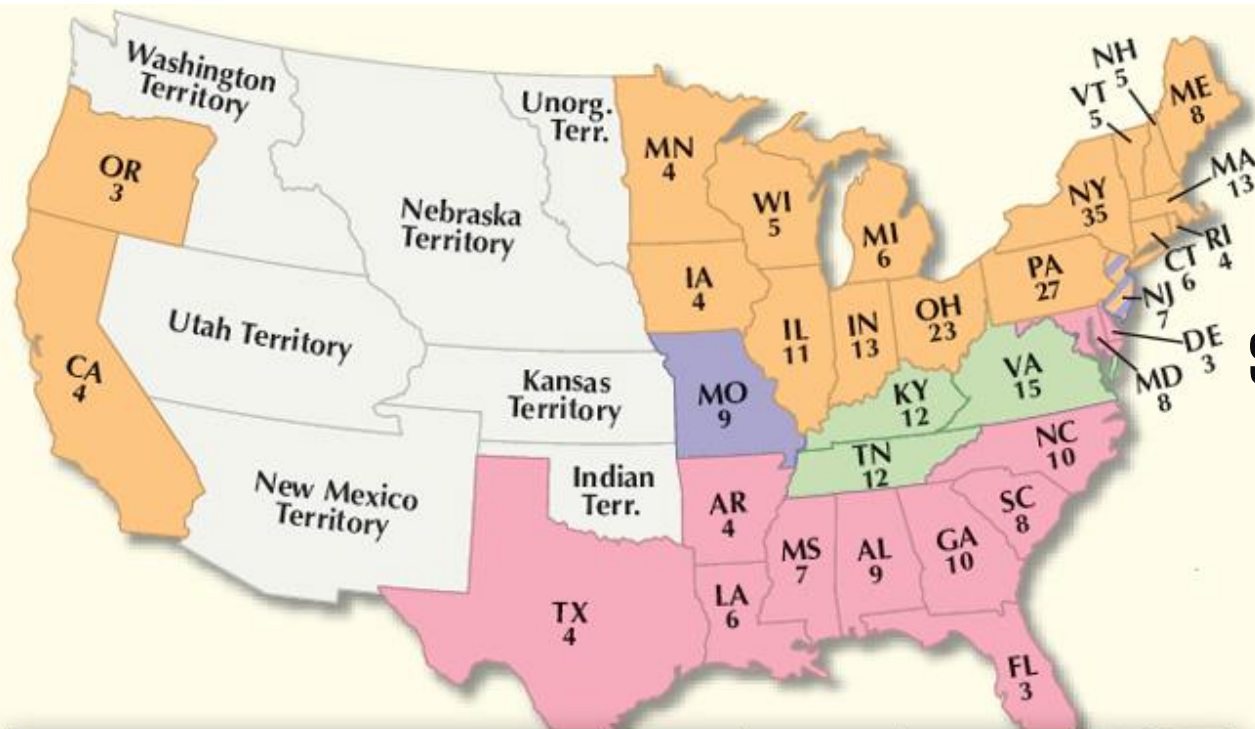 Washington
Territory
Unorg.
Terr.
NH
5
VT
5
ME
8
OR
3
MN
4
MA
13
Nebraska
Territory
WI
5
NY
35
MI
6
RI
4
CT
6
IA
4
PA
27
NJ
7
Utah Territory
IL
11
IN
13
OH
23
DE
3
CA
4
Kansas
Territory
MO
9
KY
12
VA
15
MD
8
NC
10
TN
12
New Mexico
Territory
Indian
Terr.
AR
4
SC
8
MS
7
AL
9
GA
10
TX
4
LA
6
FL
3